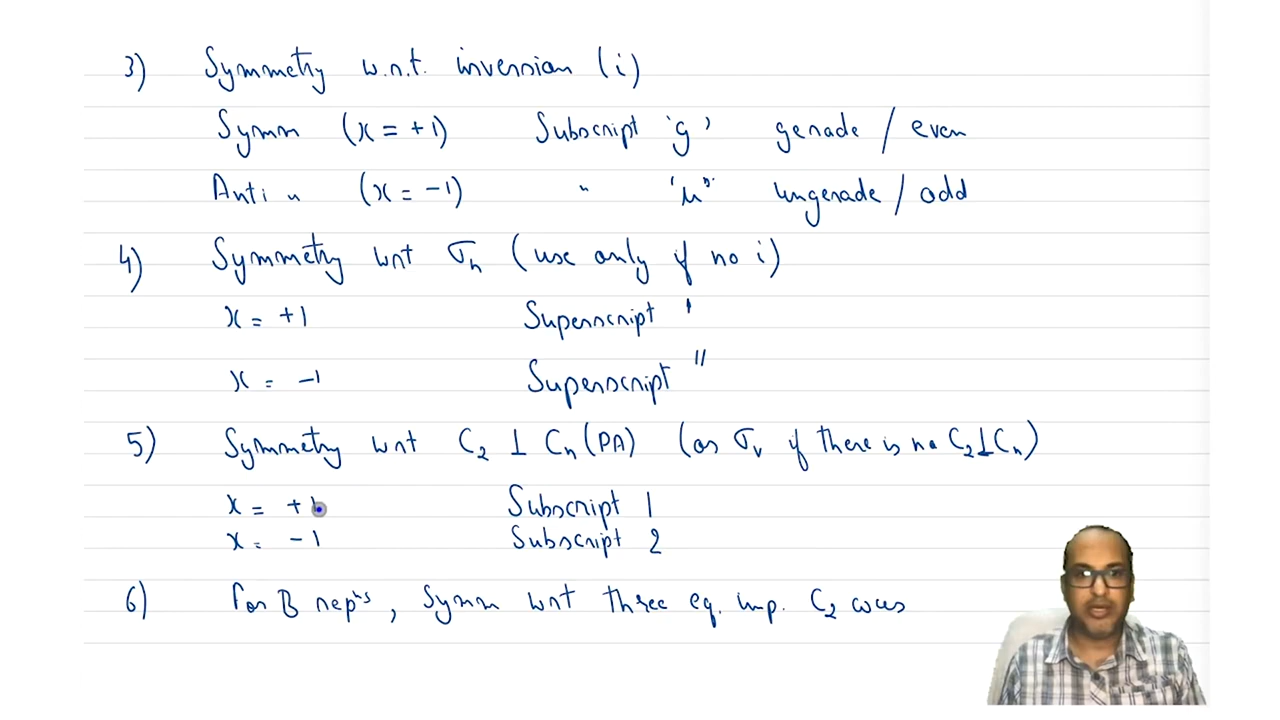 3) Symmetry w.r.t. inversion (i)
Symm (χ = +1) Subscript 'g' gerade / even
Anti " (χ = -1) " 'u' ungerade / odd
4) Symmetry wrt σh (use only if no i)
χ = +1 Superscript '
χ = -1 Superscript "
5) Symmetry wrt C2 ⊥ Cn (PA) (or σv if there is no C2 ⊥ Cn)
χ = +1 Subscript 1
χ = -1 Subscript 2
6) For B repns, Symm wrt three eq. imp. C2 axes